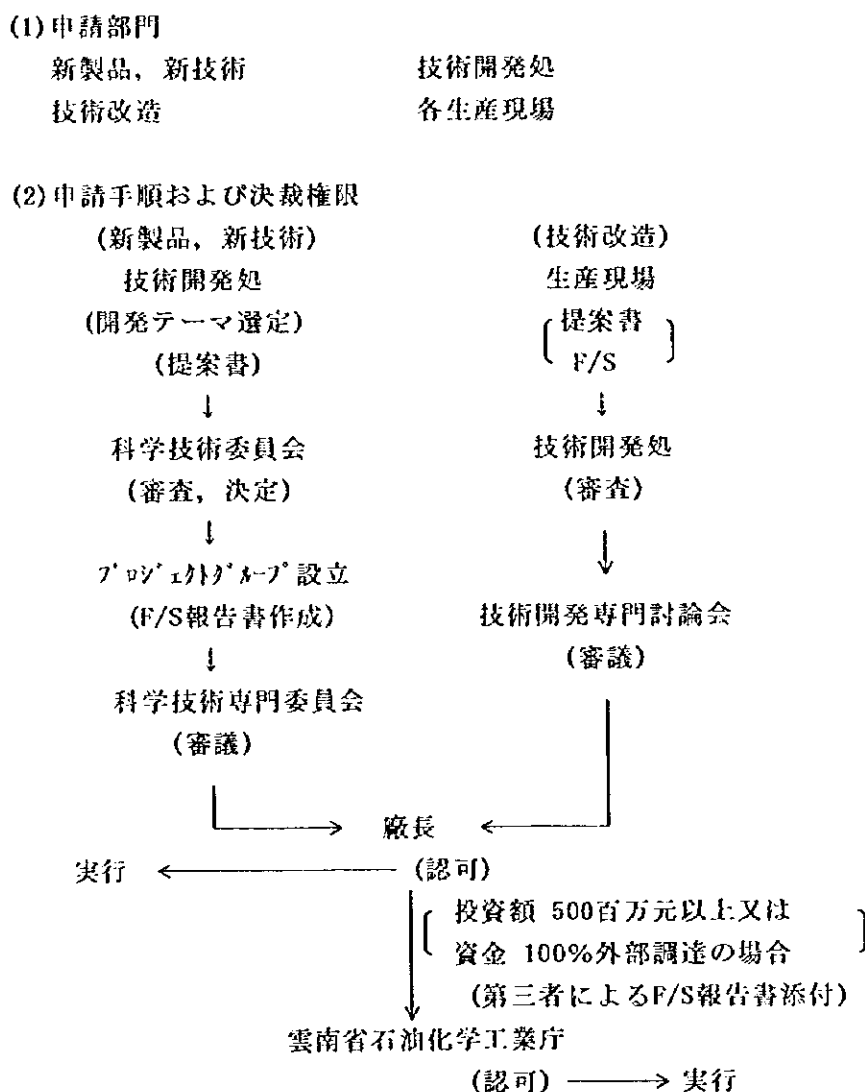 (1)申請部門
新製品，新技術　　技術開発処
技術改造　　各生産現場
(2)申請手順および決裁権限
(新製品，新技術)　　(技術改造)
技術開発処　　生産現場
(開発テーマ選定)　　提案書
(提案書)　　F/S
↓　　↓
科学技術委員会　　技術開発処
(審査，決定)　　(審査)
↓　　↓
ﾌﾟﾛｼﾞｪｸﾄｸﾞﾙｰﾌﾟ設立
(F/S報告書作成)　　技術開発専門討論会
↓　　(審議)
科学技術専門委員会
(審議)
廠長
実行 ← (認可)
投資額 500百万元以上又は
資金 100%外部調達の場合
(第三者によるF/S報告書添付)
雲南省石油化学工業庁
(認可) → 実行